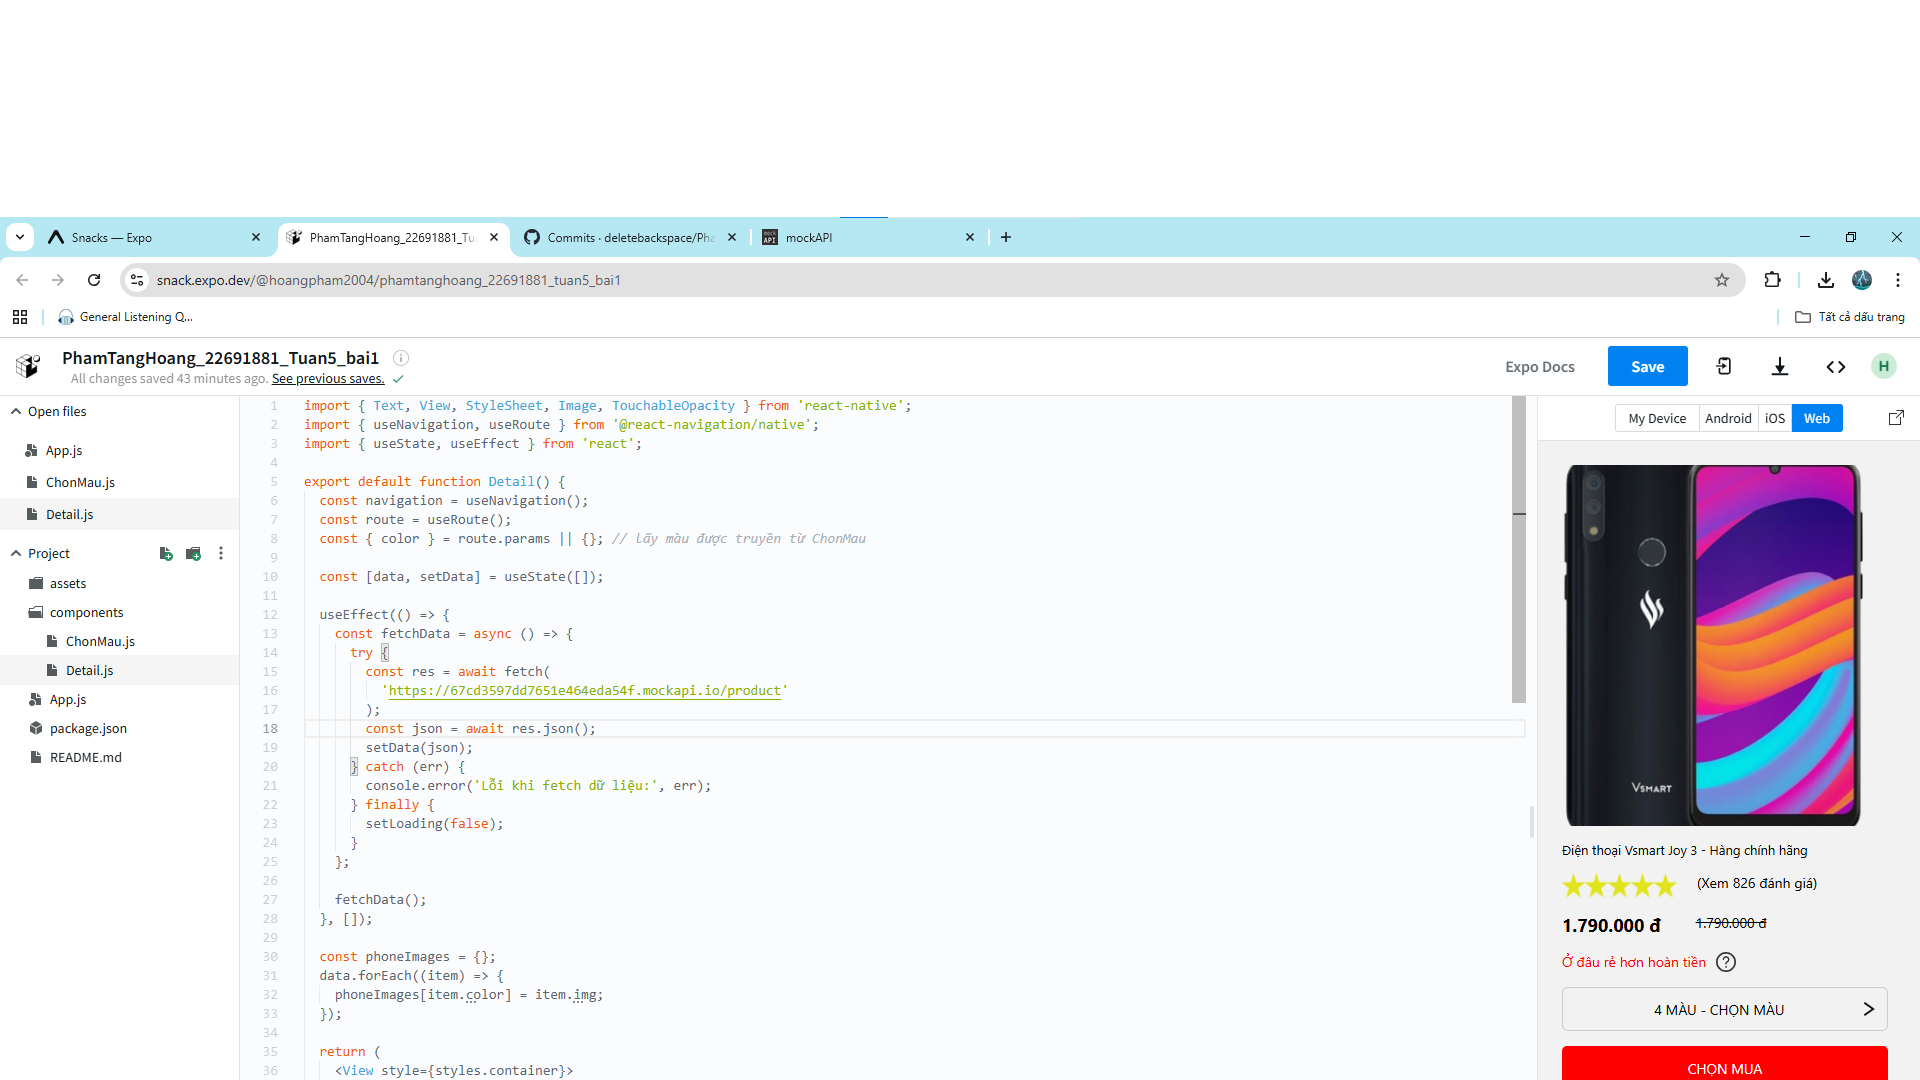 Snacks — Expo
PhamTangHoang_22691881_Tu
Commits · deletebackspace/Pha
mockAPI
snack.expo.dev/@hoangpham2004/phamtanghoang_22691881_tuan5_bai1
General Listening Q...
Tất cả dấu trang
PhamTangHoang_22691881_Tuan5_bai1
All changes saved 43 minutes ago. See previous saves.
Expo Docs
Save
H
Open files
App.js
ChonMau.js
Detail.js
Project
assets
components
ChonMau.js
Detail.js
App.js
package.json
README.md
1 import { Text, View, StyleSheet, Image, TouchableOpacity } from 'react-native';
2 import { useNavigation, useRoute } from '@react-navigation/native';
3 import { useState, useEffect } from 'react';
4
5 export default function Detail() {
6 const navigation = useNavigation();
7 const route = useRoute();
8 const { color } = route.params || {}; // lấy màu được truyền từ ChonMau
9
10 const [data, setData] = useState([]);
11
12 useEffect(() => {
13 const fetchData = async () => {
14 try {
15 const res = await fetch(
16 'https://67cd3597dd7651e464eda54f.mockapi.io/product'
17 );
18 const json = await res.json();
19 setData(json);
20 } catch (err) {
21 console.error('Lỗi khi fetch dữ liệu:', err);
22 } finally {
23 setLoading(false);
24 }
25 };
26
27 fetchData();
28 }, []);
29
30 const phoneImages = {};
31 data.forEach((item) => {
32 phoneImages[item.color] = item.img;
33 });
34
35 return (
36 <View style={styles.container}>
My Device
Android
iOS
Web
VSMART
Điện thoại Vsmart Joy 3 - Hàng chính hãng
(Xem 826 đánh giá)
1.790.000 đ
1.790.000 đ
Ở đâu rẻ hơn hoàn tiền
4 MÀU - CHỌN MÀU
CHỌN MUA